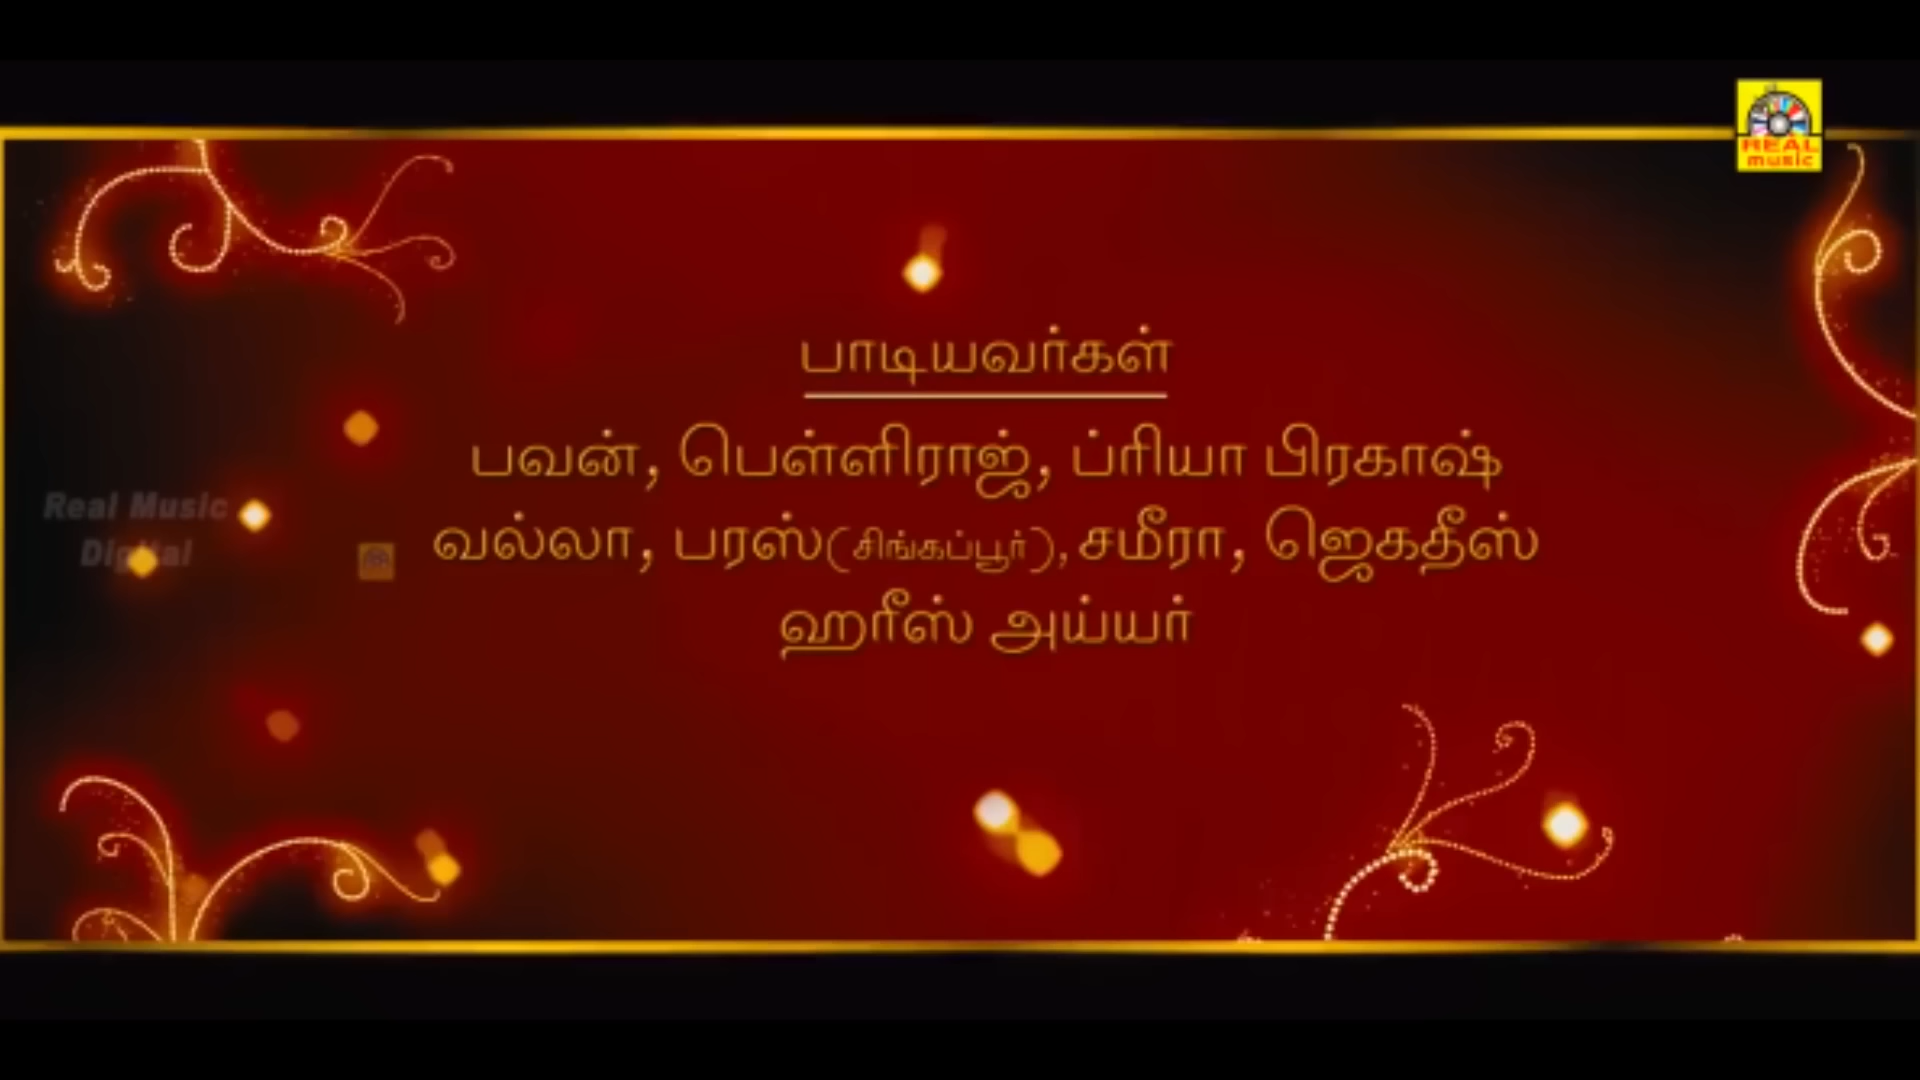 REAL
music
பாடியவர்கள்
பவன், பெள்ளிராஜ், ப்ரியா பிரகாஷ்
Real Music
Digital
வல்லா, பரஸ்(சிங்கப்பூர்), சமீரா, ஜெகதீஸ்
ஹரீஸ் அய்யர்